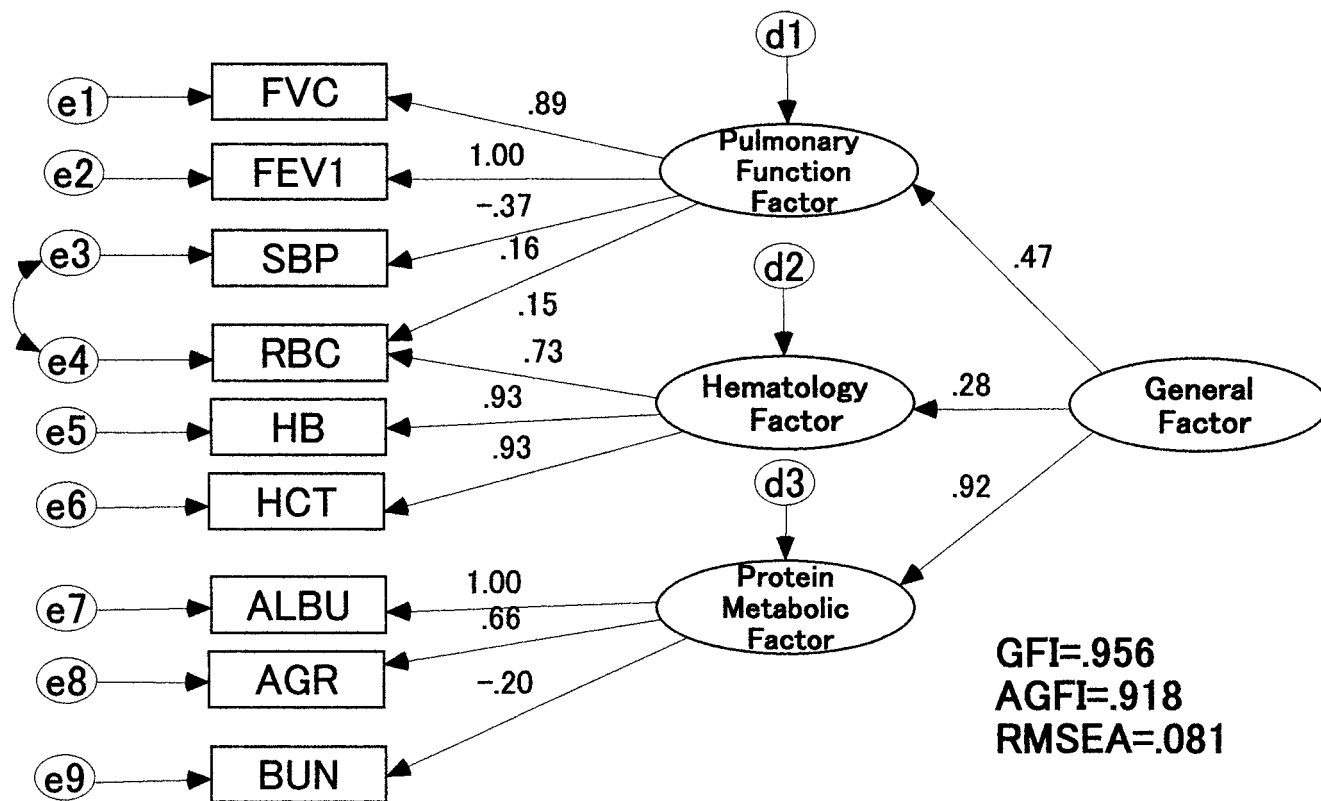 d1
e1
FVC
.89
Pulmonary
Function
Factor
e2
FEV1
1.00
-.37
e3
SBP
.16
d2
.47
.15
e4
RBC
.73
Hematology
Factor
.28
General
Factor
e5
HB
.93
.93
d3
e6
HCT
.92
Protein
Metabolic
Factor
e7
ALBU
1.00
.66
e8
AGR
-.20
e9
BUN
GFI=.956
AGFI=.918
RMSEA=.081